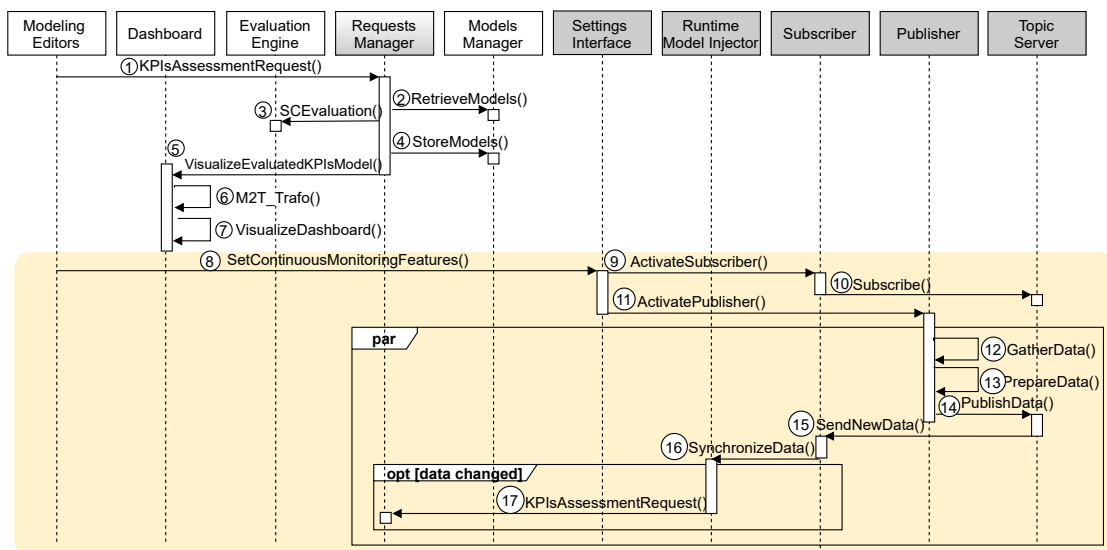 Modeling
Editors
Dashboard
Evaluation
Engine
Requests
Manager
Models
Manager
Settings
Interface
Runtime
Model Injector
Subscriber
Publisher
Topic
Server
1 KPIsAssessmentRequest()
2 RetrieveModels()
3 SCEvaluation()
4 StoreModels()
5
VisualizeEvaluatedKPIsModel()
6 M2T_Trafo()
7 VisualizeDashboard()
8 SetContinuousMonitoringFeatures()
9 ActivateSubscriber()
10 Subscribe()
11 ActivatePublisher()
par
12 GatherData()
13 PrepareData()
14 PublishData()
15 SendNewData()
16 SynchronizeData()
opt [data changed]
17 KPIsAssessmentRequest()